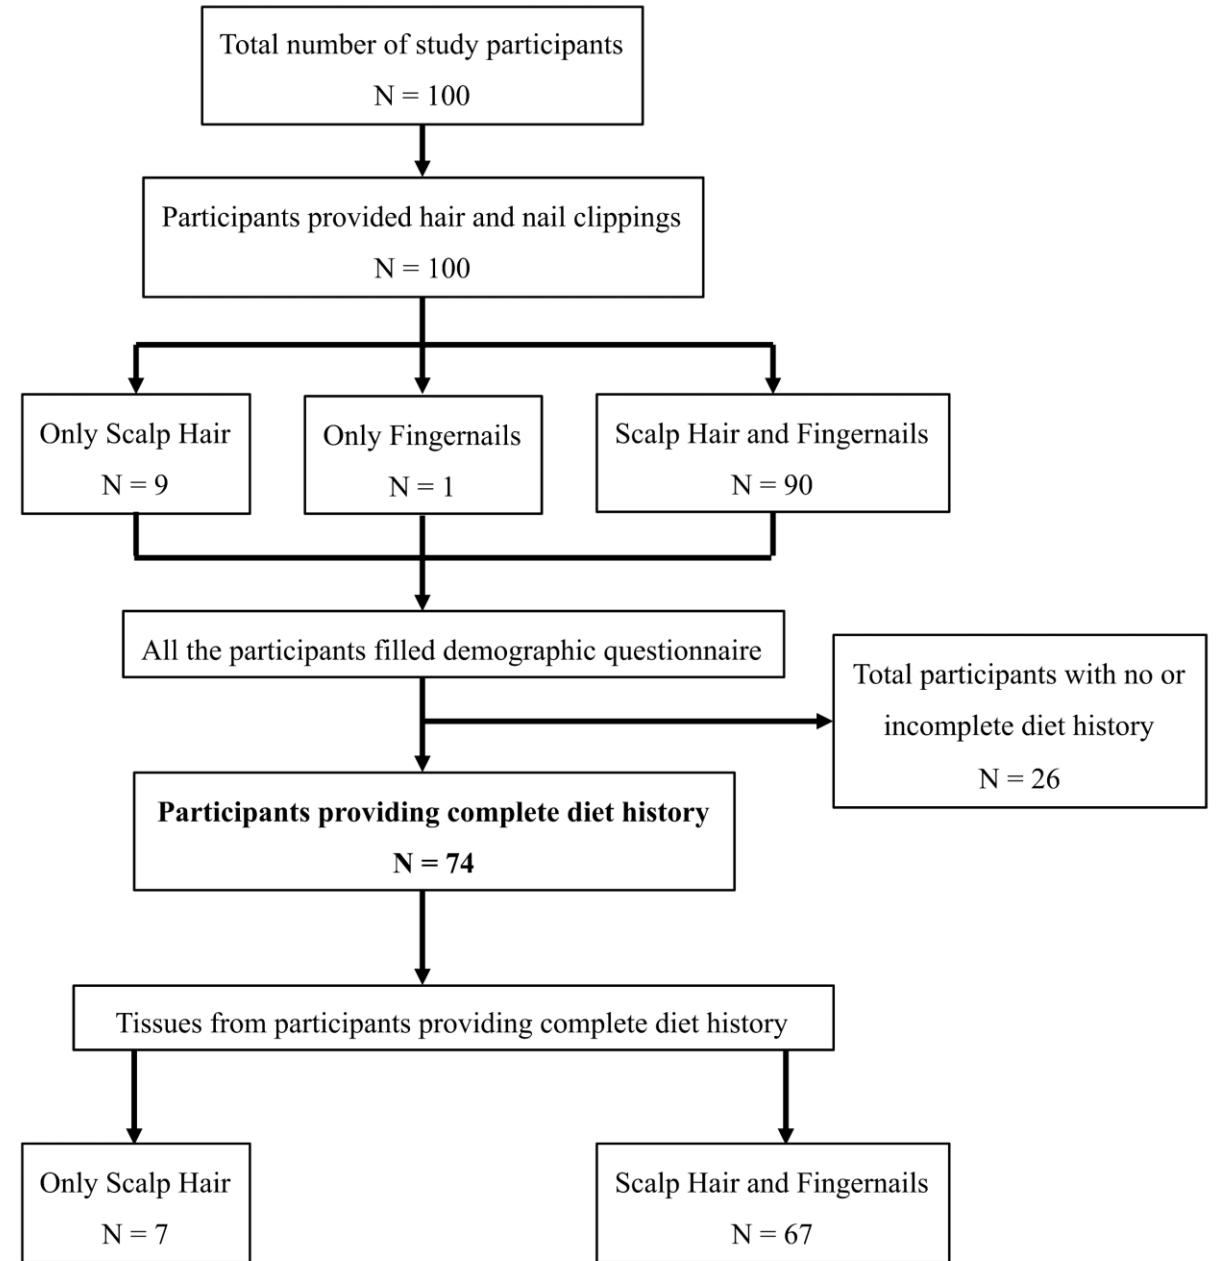 Total number of study participants
N = 100
Participants provided hair and nail clippings
N = 100
Only Scalp Hair
N = 9
Only Fingernails
N = 1
Scalp Hair and Fingernails
N = 90
All the participants filled demographic questionnaire
Total participants with no or
incomplete diet history
N = 26
Participants providing complete diet history
N = 74
Tissues from participants providing complete diet history
Only Scalp Hair
N = 7
Scalp Hair and Fingernails
N = 67